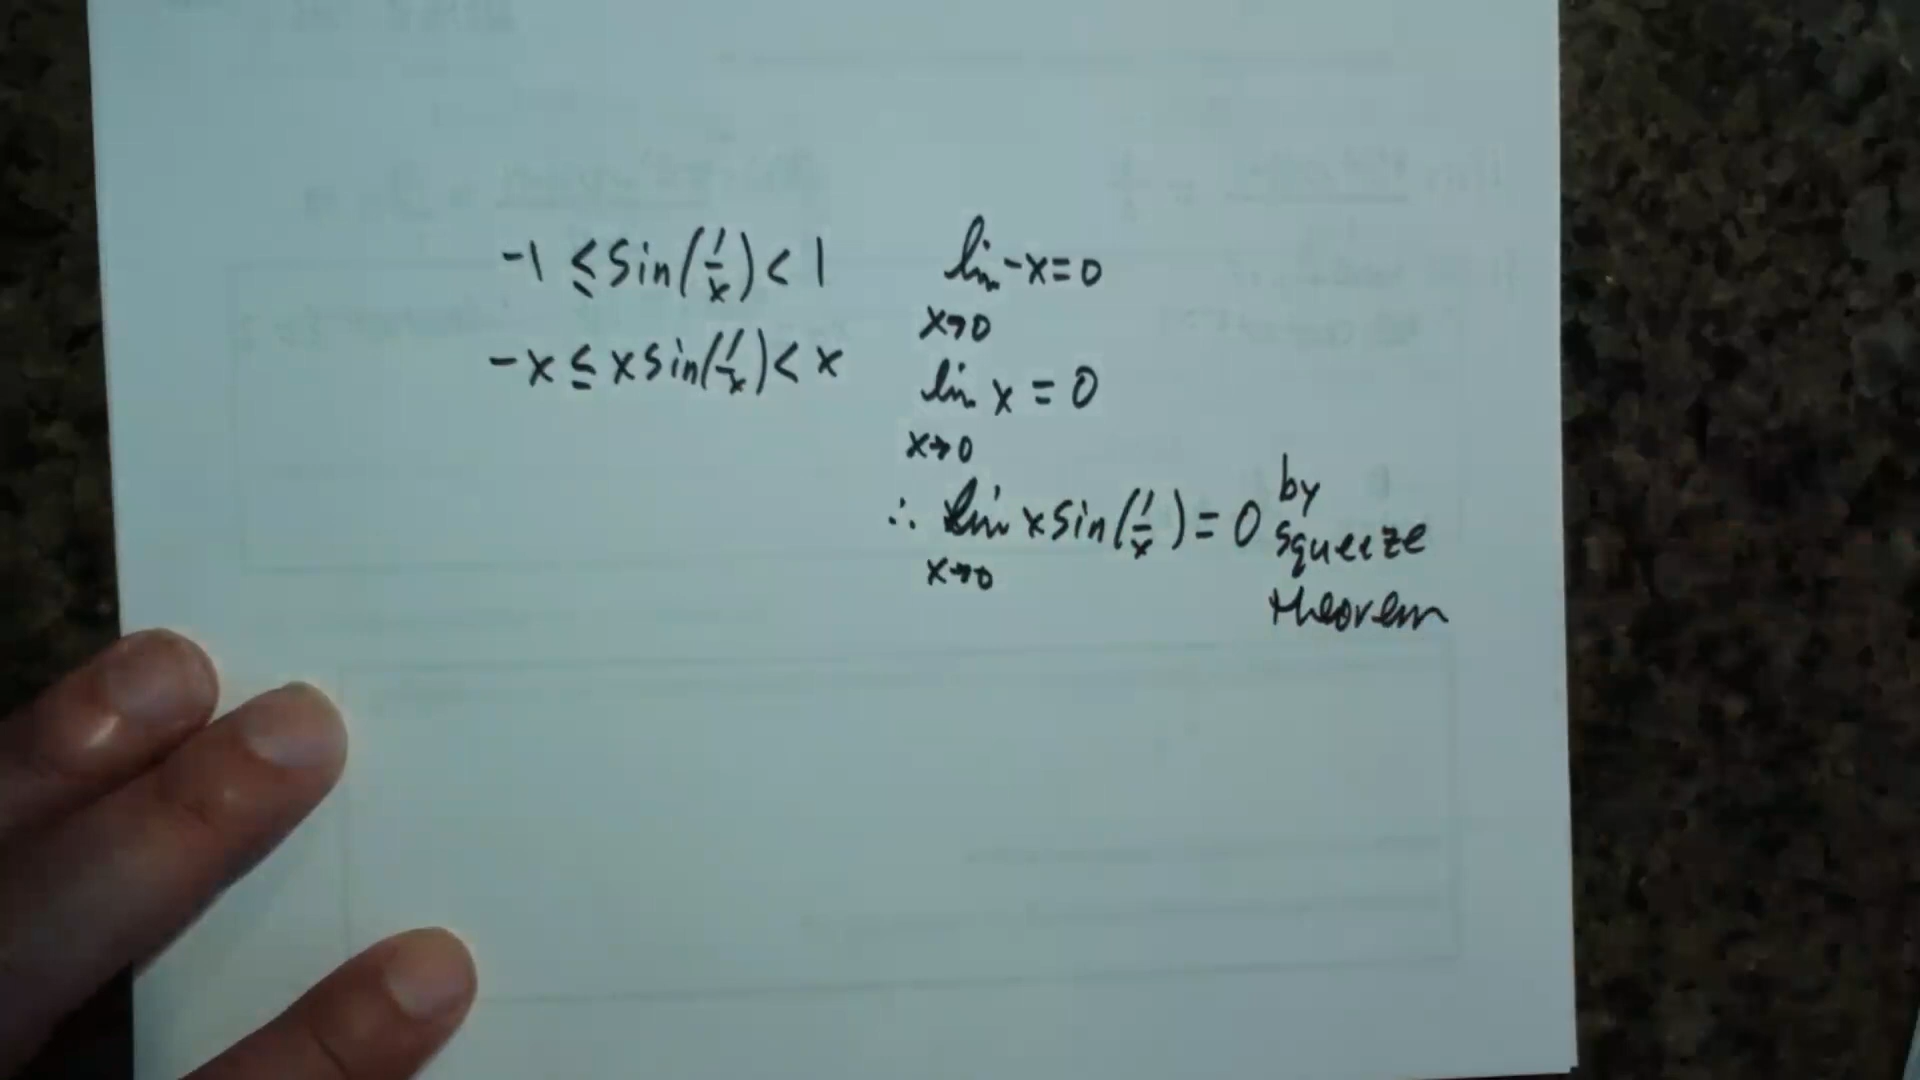 -1 ≤ sin(1/x) < 1
-x ≤ x sin(1/x) < x
lim -x = 0
x→0
lim x = 0
x→0
∴ lim x sin(1/x) = 0 by
squeeze
theorem
x→0